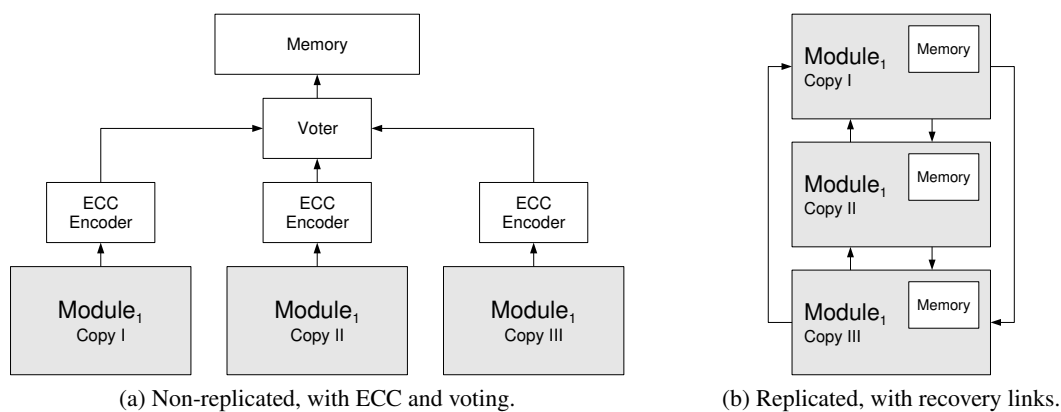 Memory
Voter
ECC
Encoder
ECC
Encoder
ECC
Encoder
Module1
Copy I
Module1
Copy II
Module1
Copy III
(a) Non-replicated, with ECC and voting.
Module1
Copy I
Memory
Module1
Copy II
Memory
Module1
Copy III
Memory
(b) Replicated, with recovery links.